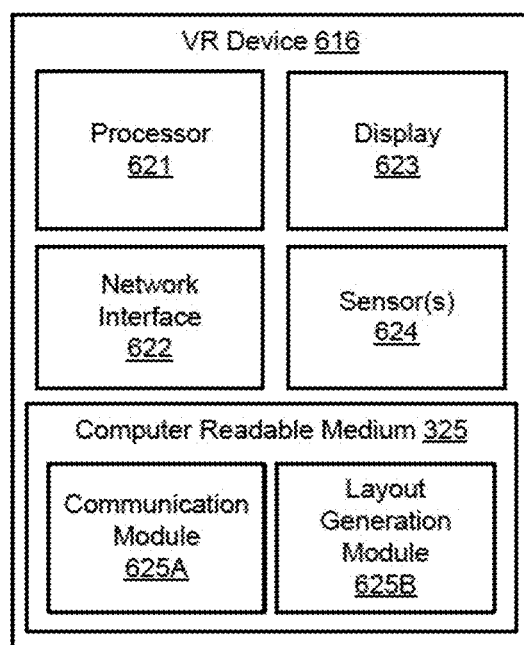 VR Device 616
Processor
621
Display
623
Network
Interface
622
Sensor(s)
624
Computer Readable Medium 325
Communication
Module
625A
Layout
Generation
Module
625B